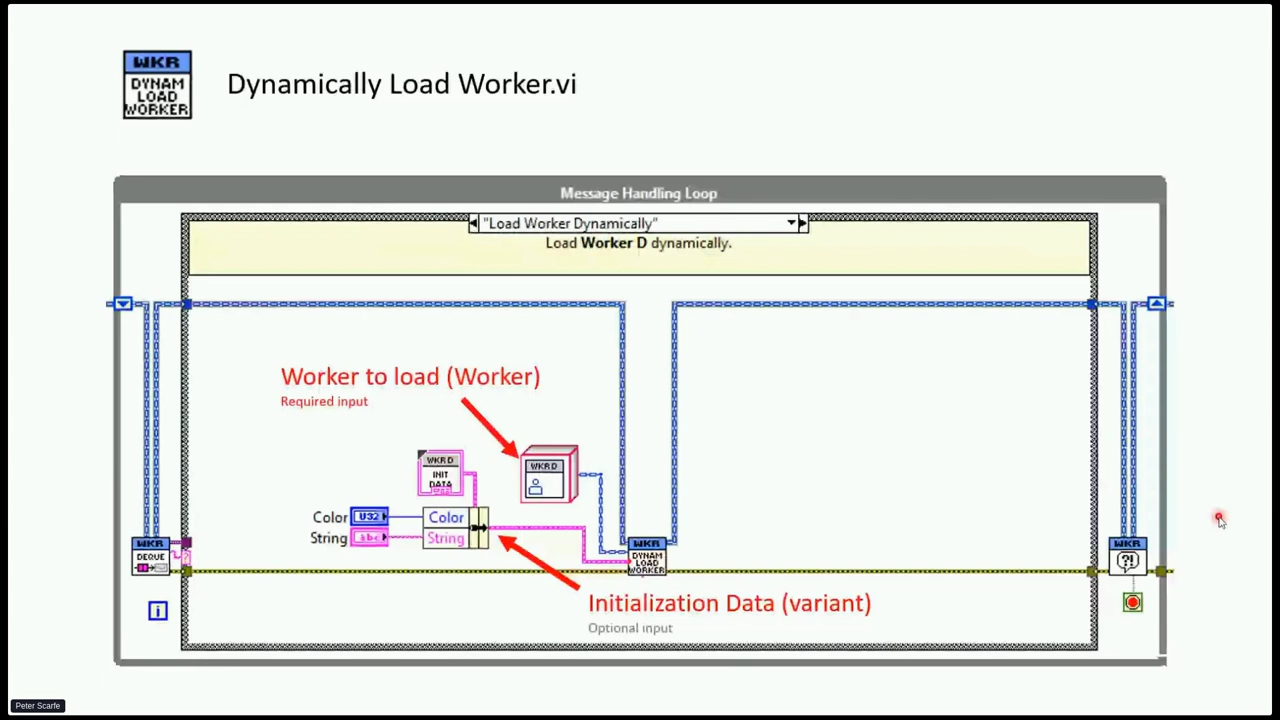 WKR
DYNAM
LOAD
WORKER
Dynamically Load Worker.vi
Message Handling Loop
"Load Worker Dynamically"
Load Worker D dynamically.
Worker to load (Worker)
Required input
WKR D
INIT
DATA
WKR D
Color
U32
Color
String
abc
String
WKR
DEQUE
WKR
DYNAM
LOAD
WORKER
WKR
?!
i
Initialization Data (variant)
Optional input
Peter Scarfe